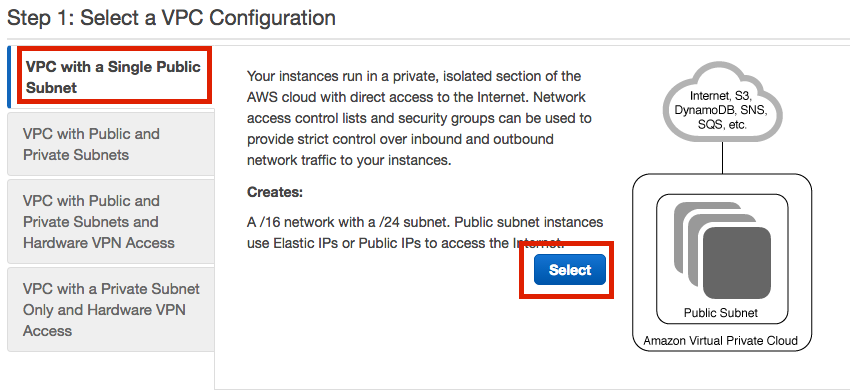 Step 1: Select a VPC Configuration
VPC with a Single Public
Subnet
VPC with Public and
Private Subnets
VPC with Public and
Private Subnets and
Hardware VPN Access
VPC with a Private Subnet
Only and Hardware VPN
Access
Your instances run in a private, isolated section of the
AWS cloud with direct access to the Internet. Network
access control lists and security groups can be used to
provide strict control over inbound and outbound
network traffic to your instances.
Creates:
A /16 network with a /24 subnet. Public subnet instances
use Elastic IPs or Public IPs to access the Internet.
Select
Internet, S3,
DynamoDB, SNS,
SQS, etc.
Public Subnet
Amazon Virtual Private Cloud